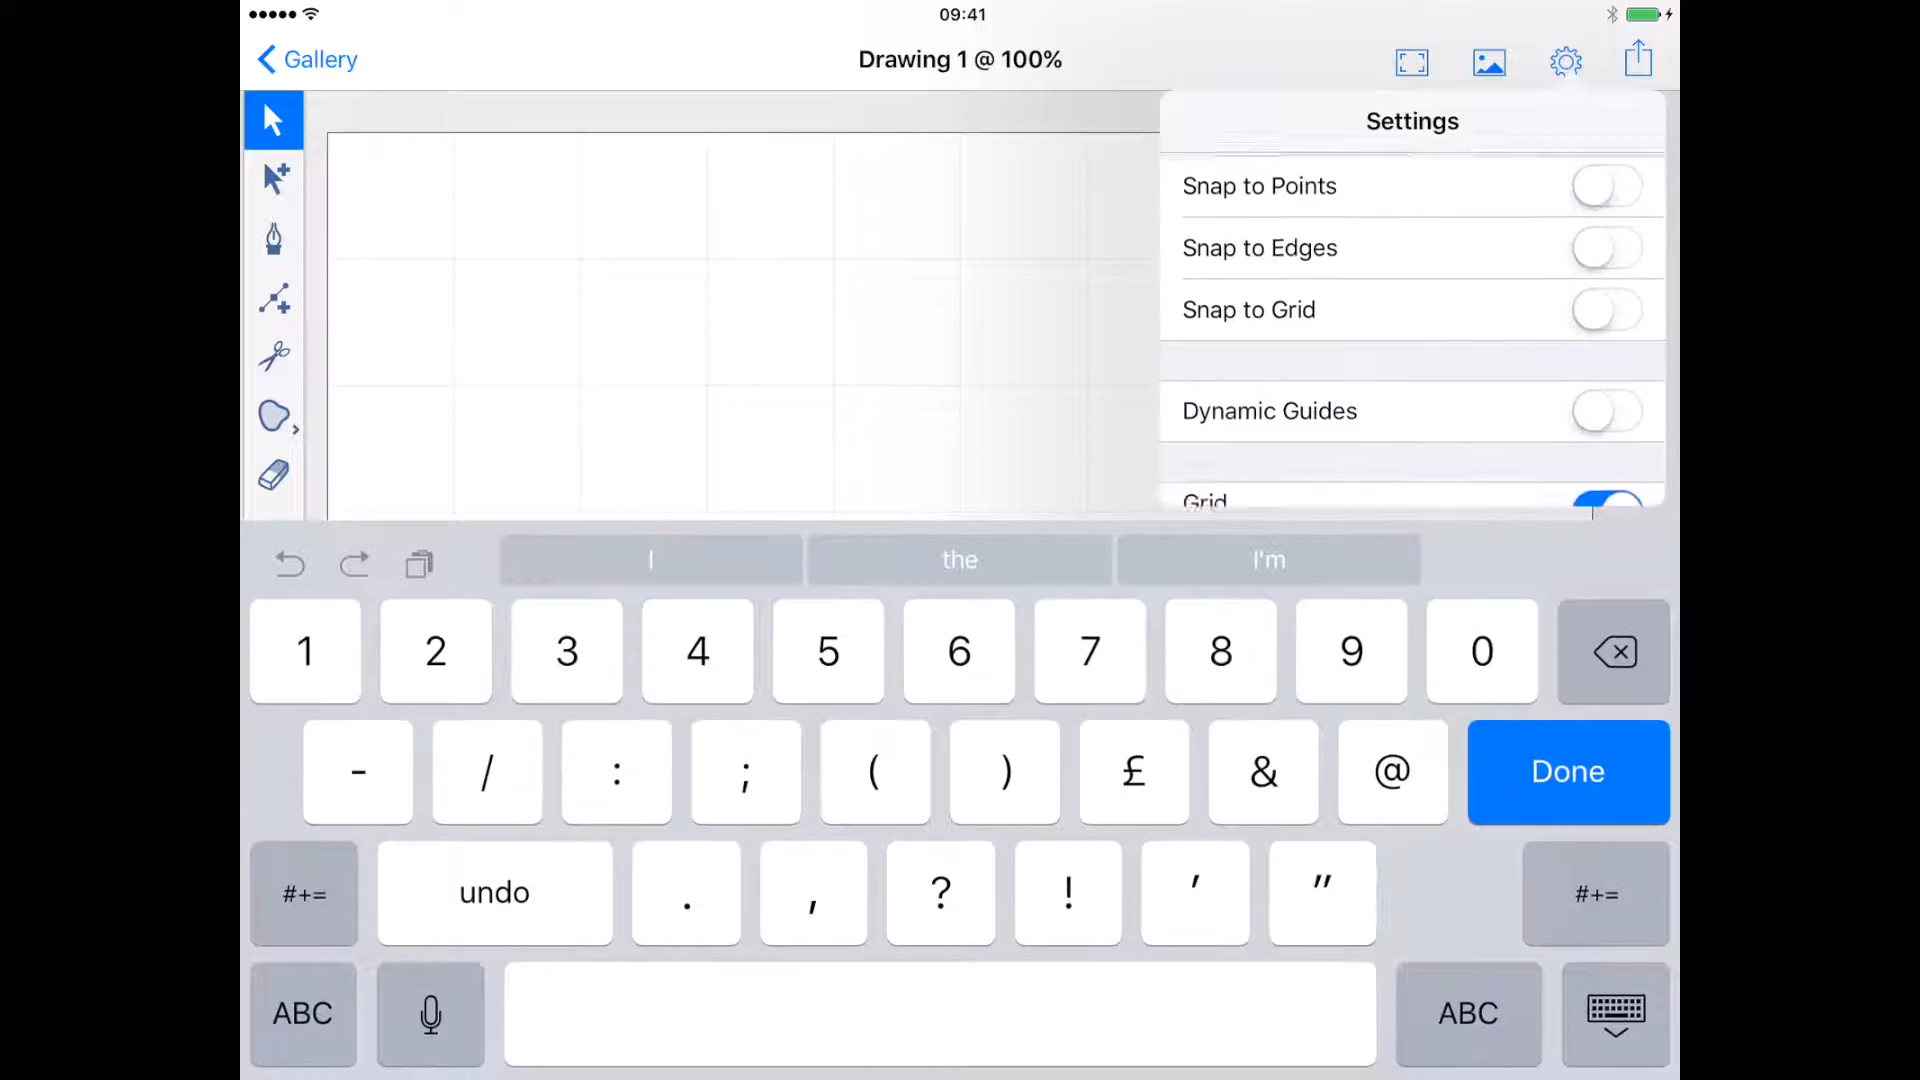 09:41
Gallery
Drawing 1 @ 100%
Settings
Snap to Points
Snap to Edges
Snap to Grid
Dynamic Guides
Grid
I the I'm
1 2 3 4 5 6 7 8 9 0
- / : ; ( ) £ & @ Done
#+= undo . , ? ! ' " #+=
ABC ABC